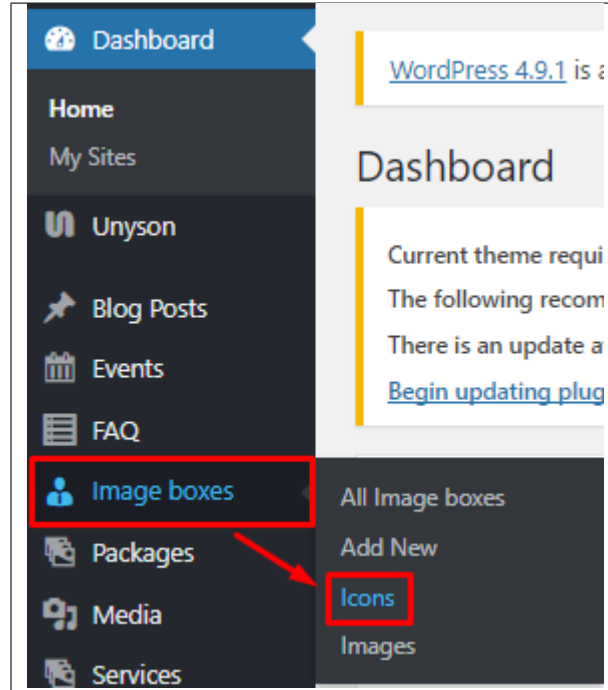 Dashboard
Home
My Sites
Unyson
Blog Posts
Events
FAQ
Image boxes
Packages
Media
Services
WordPress 4.9.1 is
Dashboard
Current theme requi
The following recom
There is an update a
Begin updating plug
All Image boxes
Add New
Icons
Images